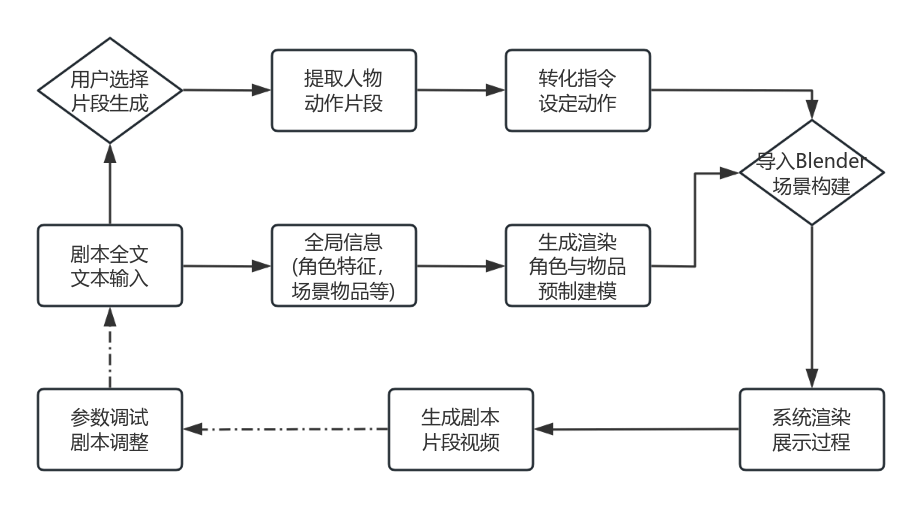 用户选择
片段生成
提取人物
动作片段
转化指令
设定动作
导入Blender
场景构建
剧本全文
文本输入
全局信息
(角色特征，
场景物品等)
生成渲染
角色与物品
预制建模
参数调试
剧本调整
生成剧本
片段视频
系统渲染
展示过程